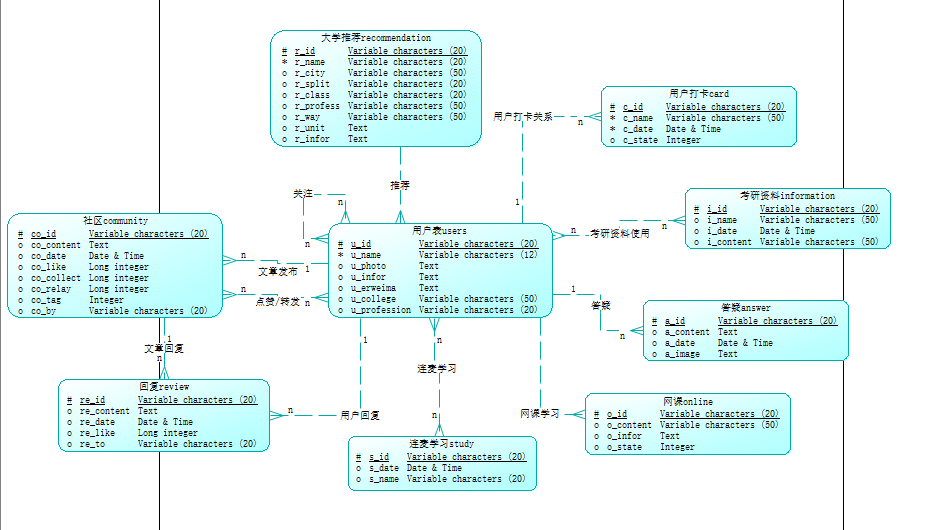 大学推荐recommendation
# r_id Variable characters (20)
* r_name Variable characters (20)
o r_city Variable characters (50)
o r_split Variable characters (20)
o r_class Variable characters (20)
o r_profess Variable characters (50)
o r_way Variable characters (50)
o r_unit Text
o r_infor Text
用户打卡card
# c_id Variable characters (20)
* c_name Variable characters (50)
* c_date Date & Time
o c_state Integer
用户打卡关系
n
1
推荐
关注
n
n
考研资料information
# i_id Variable characters (20)
o i_name Variable characters (50)
o i_date Date & Time
o i_content Variable characters (50)
n
考研资料使用
n
社区community
# co_id Variable characters (20)
o co_content Text
o co_date Date & Time
o co_like Long integer
o co_collect Long integer
o co_relay Long integer
o co_tag Integer
o co_by Variable characters (20)
用户表users
# u_id Variable characters (20)
* u_name Variable characters (12)
o u_photo Text
o u_infor Text
o u_erweima Text
o u_college Variable characters (50)
o u_profession Variable characters (20)
n
文章发布
1
n
点赞/转发
n
1
答疑
n
答疑answer
# a_id Variable characters (20)
o a_content Text
o a_date Date & Time
o a_image Text
1
文章回复
n
1
用户回复
n
n
连麦学习
n
网课学习
回复review
# re_id Variable characters (20)
o re_content Text
o re_date Date & Time
o re_like Long integer
o re_to Variable characters (20)
网课online
# o_id Variable characters (20)
o o_content Variable characters (50)
o o_infor Text
o o_state Integer
连麦学习study
# s_id Variable characters (20)
o s_date Date & Time
o s_name Variable characters (20)